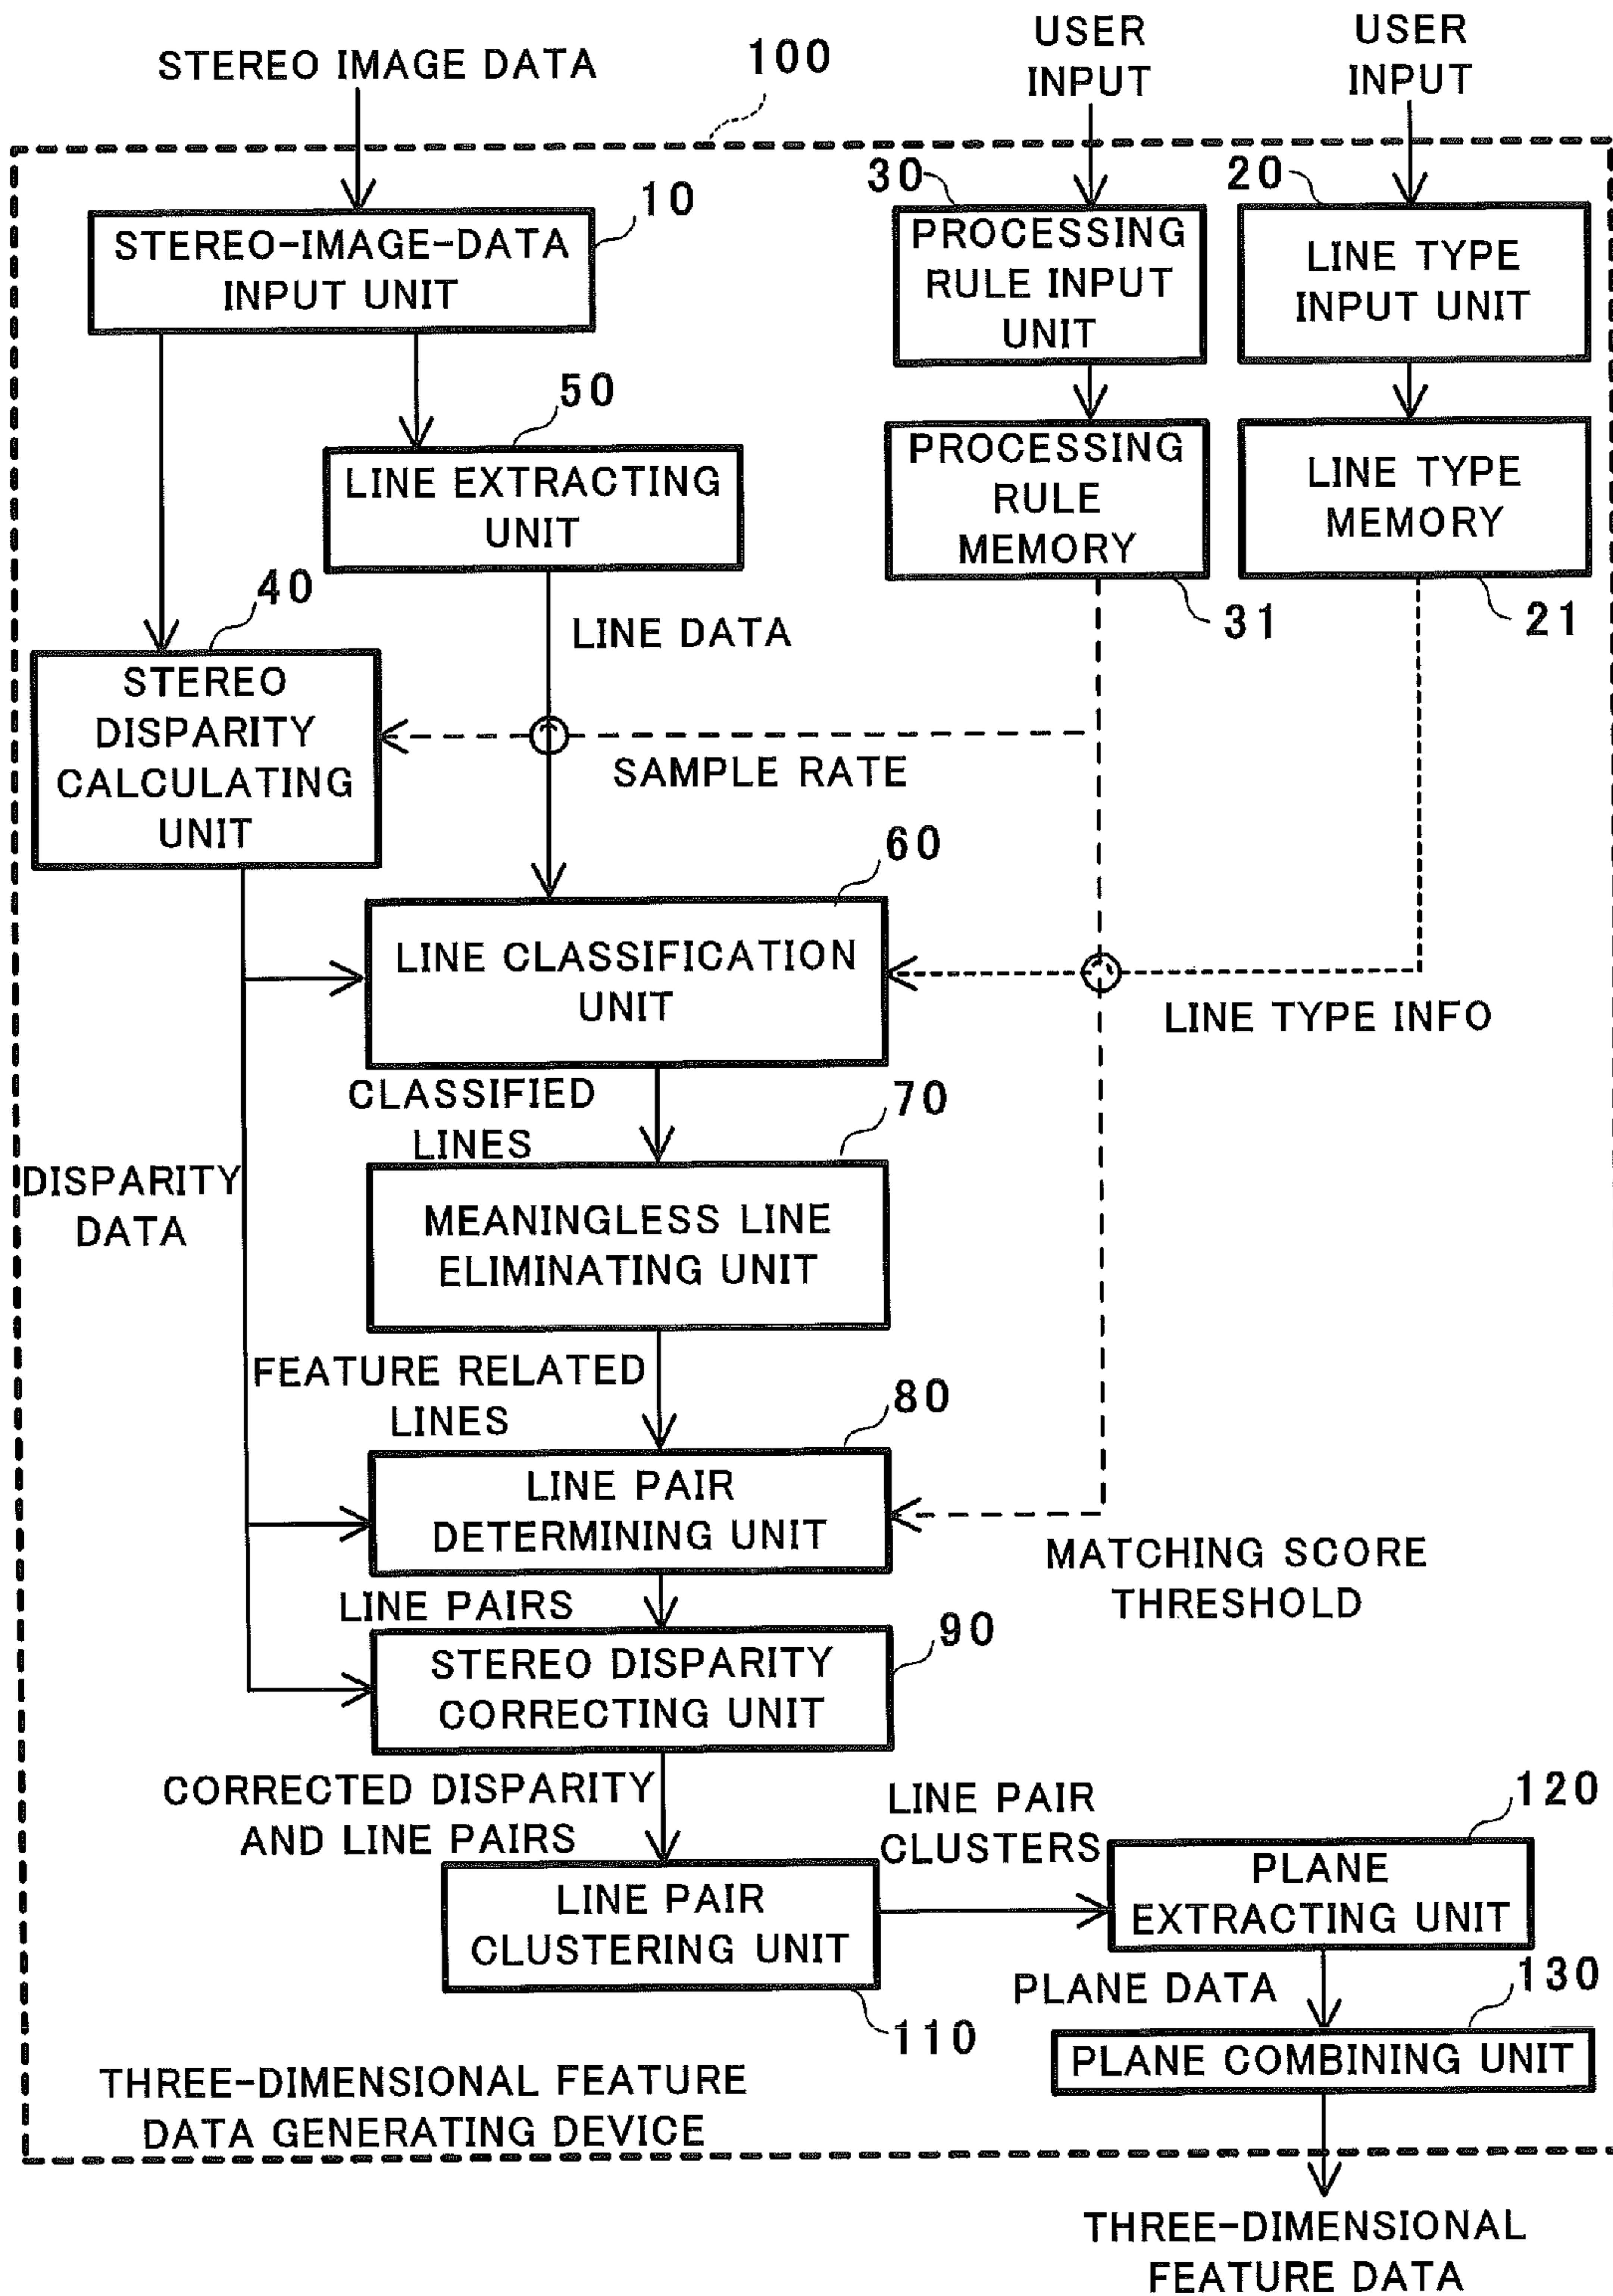 STEREO IMAGE DATA
100
USER
INPUT
USER
INPUT
10
STEREO-IMAGE-DATA
INPUT UNIT
30
PROCESSING
RULE INPUT
UNIT
20
LINE TYPE
INPUT UNIT
50
LINE EXTRACTING
UNIT
PROCESSING
RULE
MEMORY
31
LINE TYPE
MEMORY
21
40
STEREO
DISPARITY
CALCULATING
UNIT
LINE DATA
SAMPLE RATE
60
LINE CLASSIFICATION
UNIT
LINE TYPE INFO
CLASSIFIED
LINES
70
DISPARITY
DATA
MEANINGLESS LINE
ELIMINATING UNIT
FEATURE RELATED
LINES
80
LINE PAIR
DETERMINING UNIT
MATCHING SCORE
THRESHOLD
LINE PAIRS
90
STEREO DISPARITY
CORRECTING UNIT
CORRECTED DISPARITY
AND LINE PAIRS
LINE PAIR
CLUSTERS
120
LINE PAIR
CLUSTERING UNIT
110
PLANE
EXTRACTING UNIT
PLANE DATA
130
PLANE COMBINING UNIT
THREE-DIMENSIONAL FEATURE
DATA GENERATING DEVICE
THREE-DIMENSIONAL
FEATURE DATA